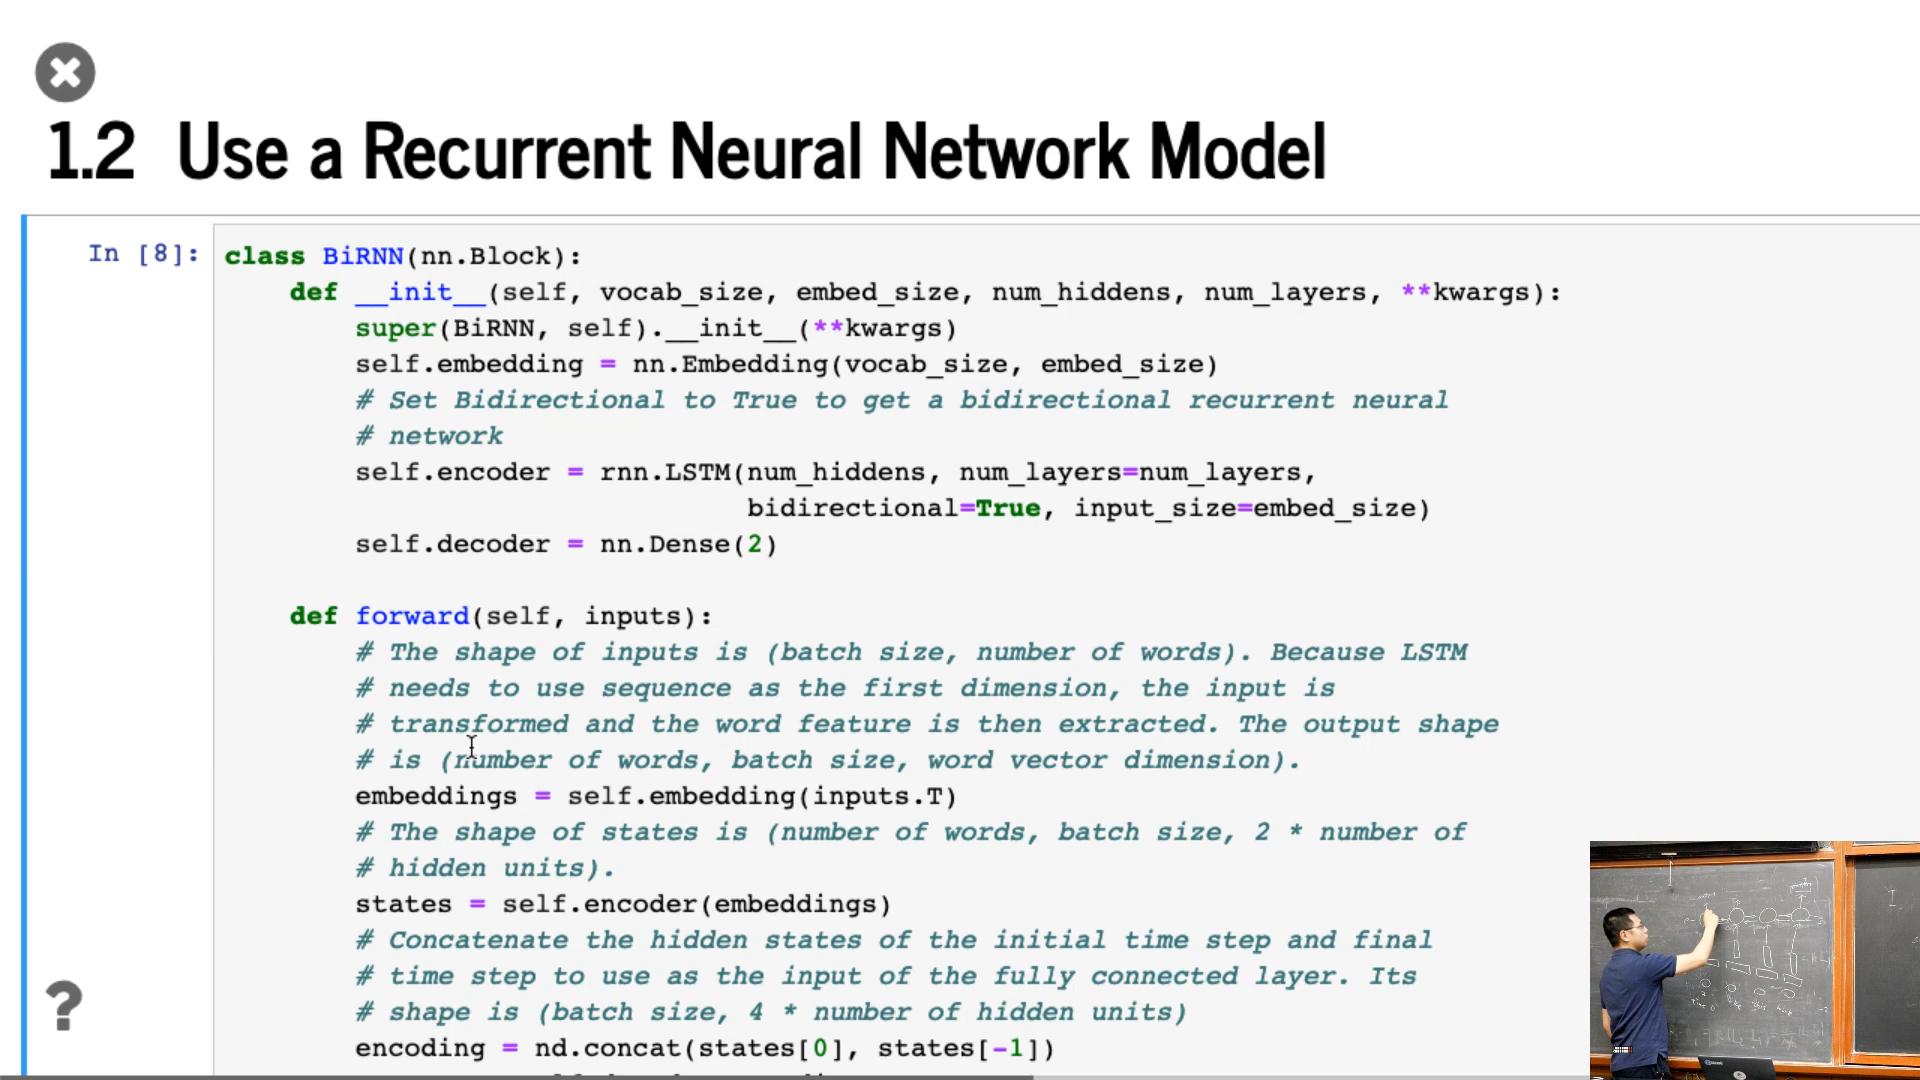 1.2 Use a Recurrent Neural Network Model
In [8]:
class BiRNN(nn.Block):
    def __init__(self, vocab_size, embed_size, num_hiddens, num_layers, **kwargs):
        super(BiRNN, self).__init__(**kwargs)
        self.embedding = nn.Embedding(vocab_size, embed_size)
        # Set Bidirectional to True to get a bidirectional recurrent neural
        # network
        self.encoder = rnn.LSTM(num_hiddens, num_layers=num_layers,
                                bidirectional=True, input_size=embed_size)
        self.decoder = nn.Dense(2)
    def forward(self, inputs):
        # The shape of inputs is (batch size, number of words). Because LSTM
        # needs to use sequence as the first dimension, the input is
        # transformed and the word feature is then extracted. The output shape
        # is (number of words, batch size, word vector dimension).
        embeddings = self.embedding(inputs.T)
        # The shape of states is (number of words, batch size, 2 * number of
        # hidden units).
        states = self.encoder(embeddings)
        # Concatenate the hidden states of the initial time step and final
        # time step to use as the input of the fully connected layer. Its
        # shape is (batch size, 4 * number of hidden units)
        encoding = nd.concat(states[0], states[-1])
?